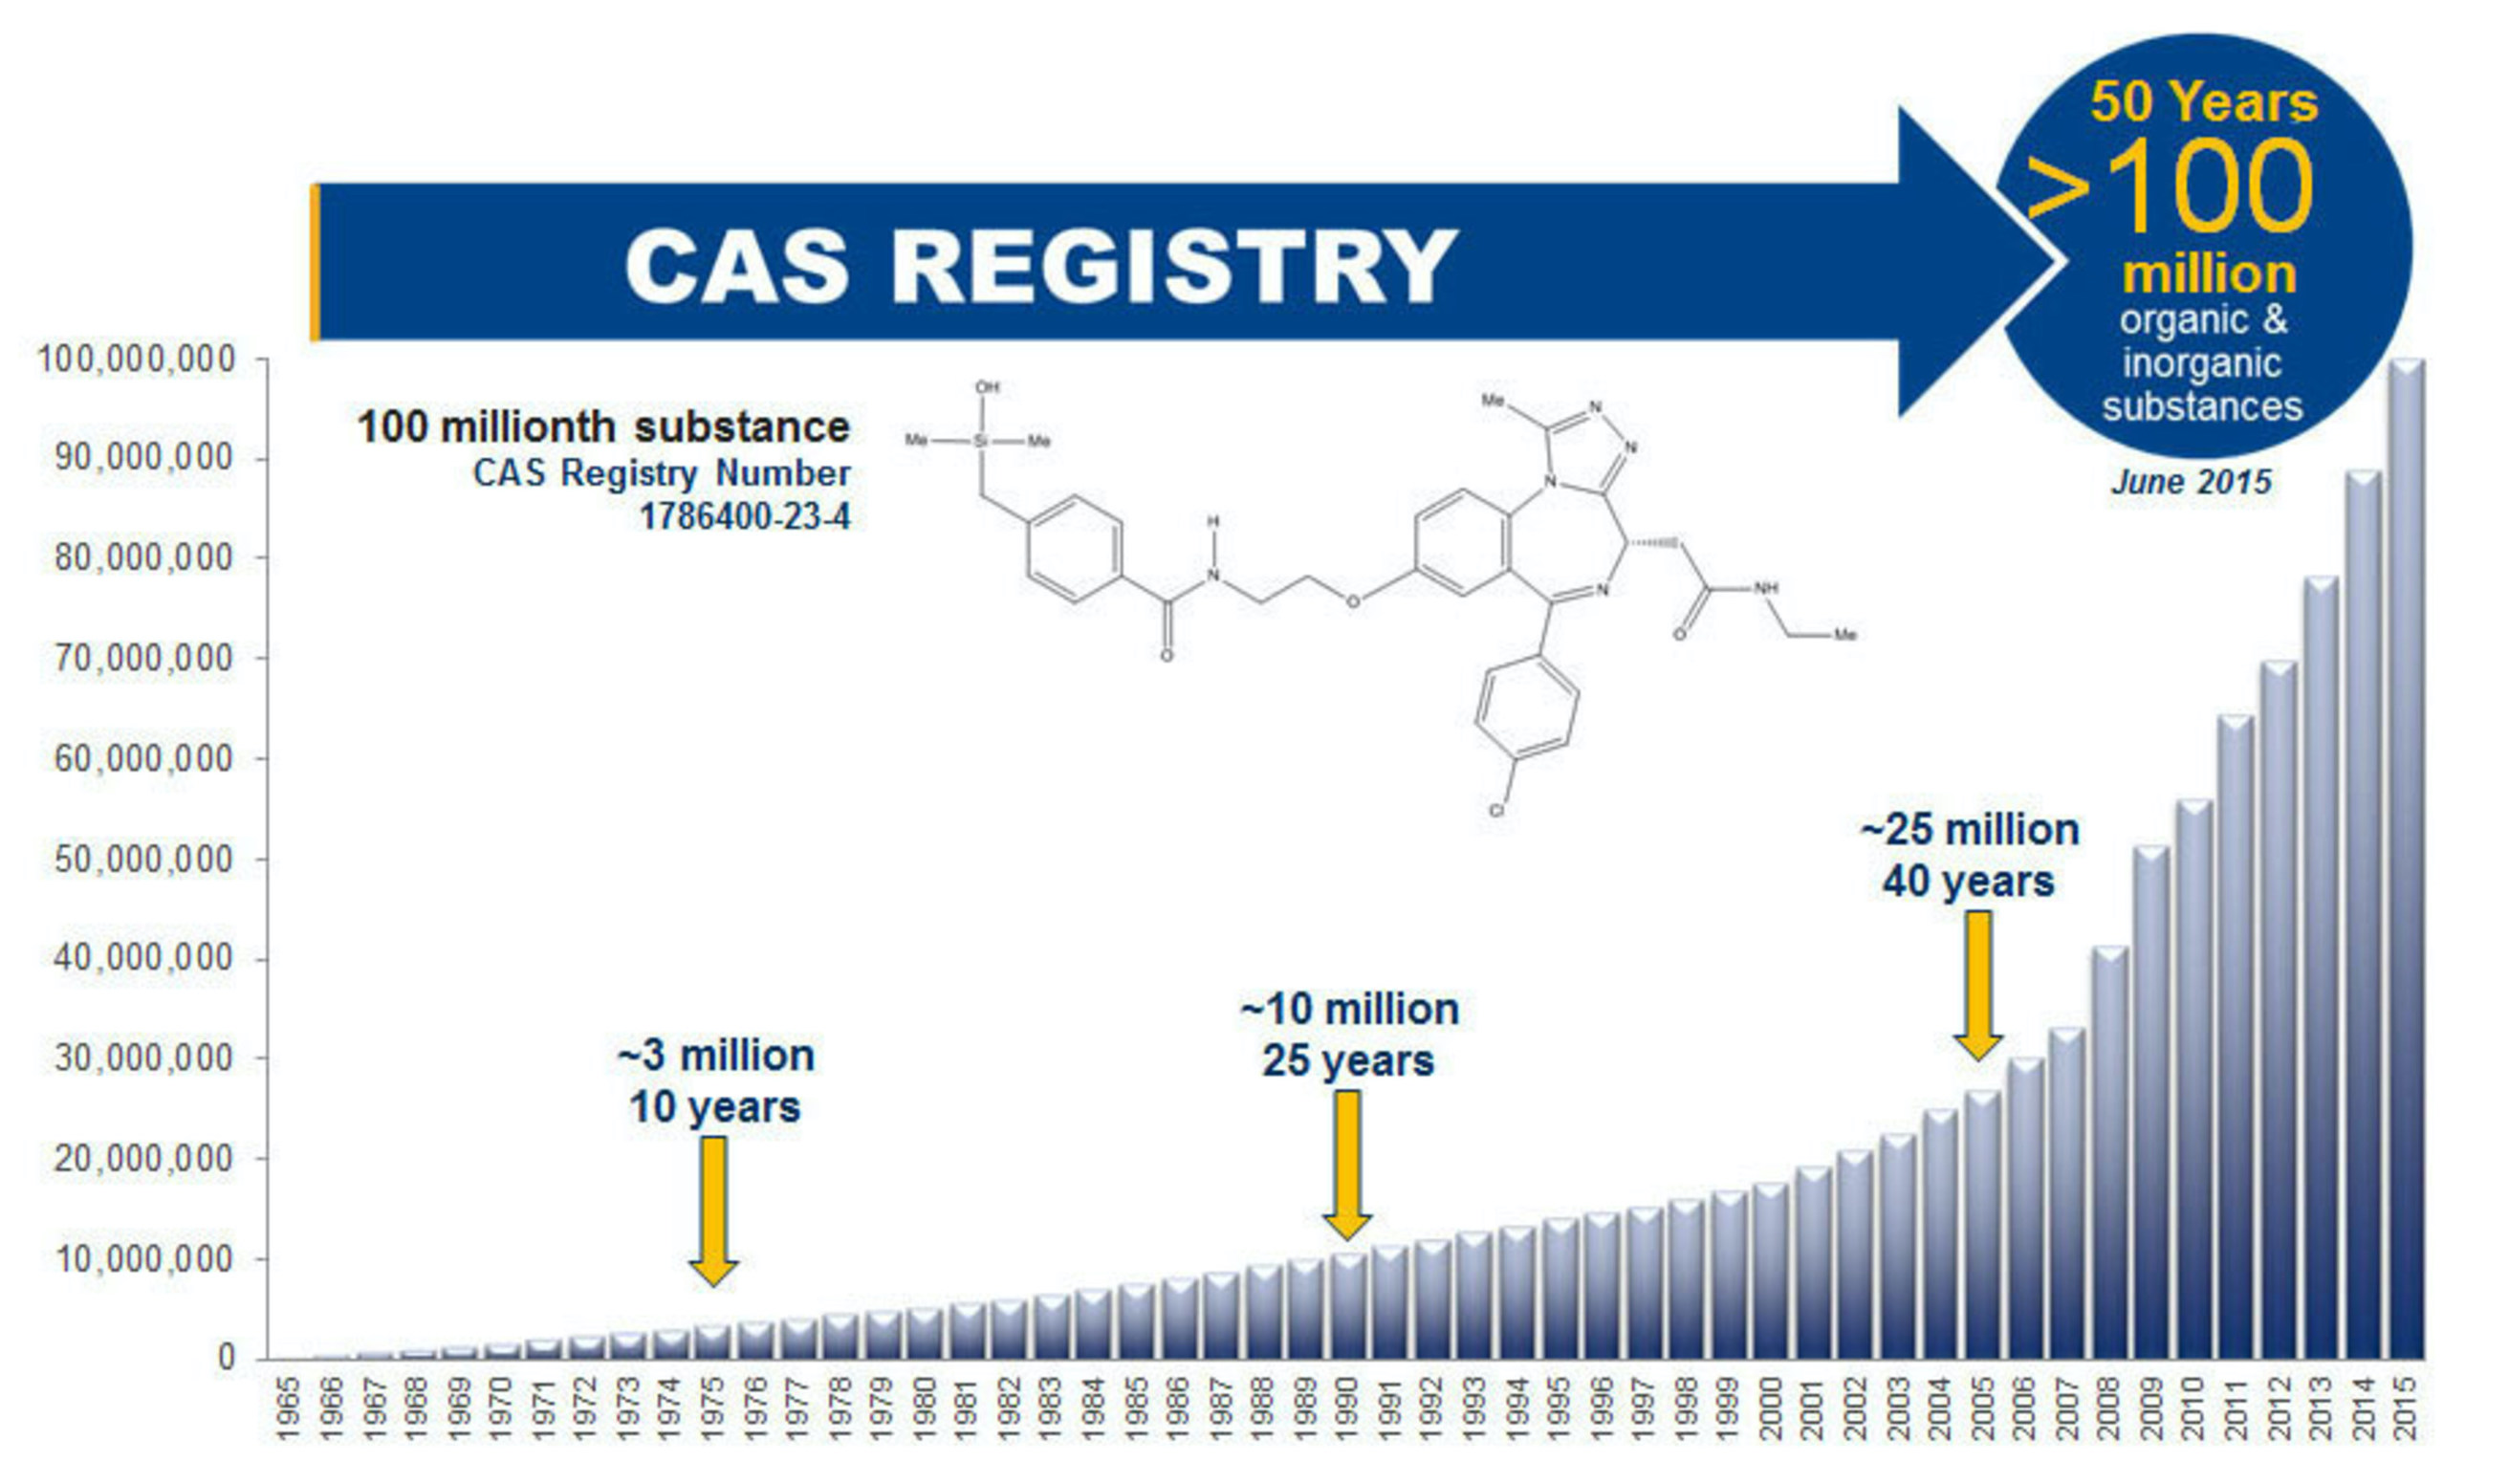 50 Years
>100
million
organic &
inorganic
substances
CAS REGISTRY
June 2015
100 millionth substance
CAS Registry Number
1786400-23-4
OH
Me Si Me
H
N
O
O
Me
N
N
N
N
NH
O
Me
Cl
~25 million
40 years
~10 million
25 years
~3 million
10 years
100,000,000
90,000,000
80,000,000
70,000,000
60,000,000
50,000,000
40,000,000
30,000,000
20,000,000
10,000,000
0
1965 1966 1967 1968 1969 1970 1971 1972 1973 1974 1975 1976 1977 1978 1979 1980 1981 1982 1983 1984 1985 1986 1987 1988 1989 1990 1991 1992 1993 1994 1995 1996 1997 1998 1999 2000 2001 2002 2003 2004 2005 2006 2007 2008 2009 2010 2011 2012 2013 2014 2015